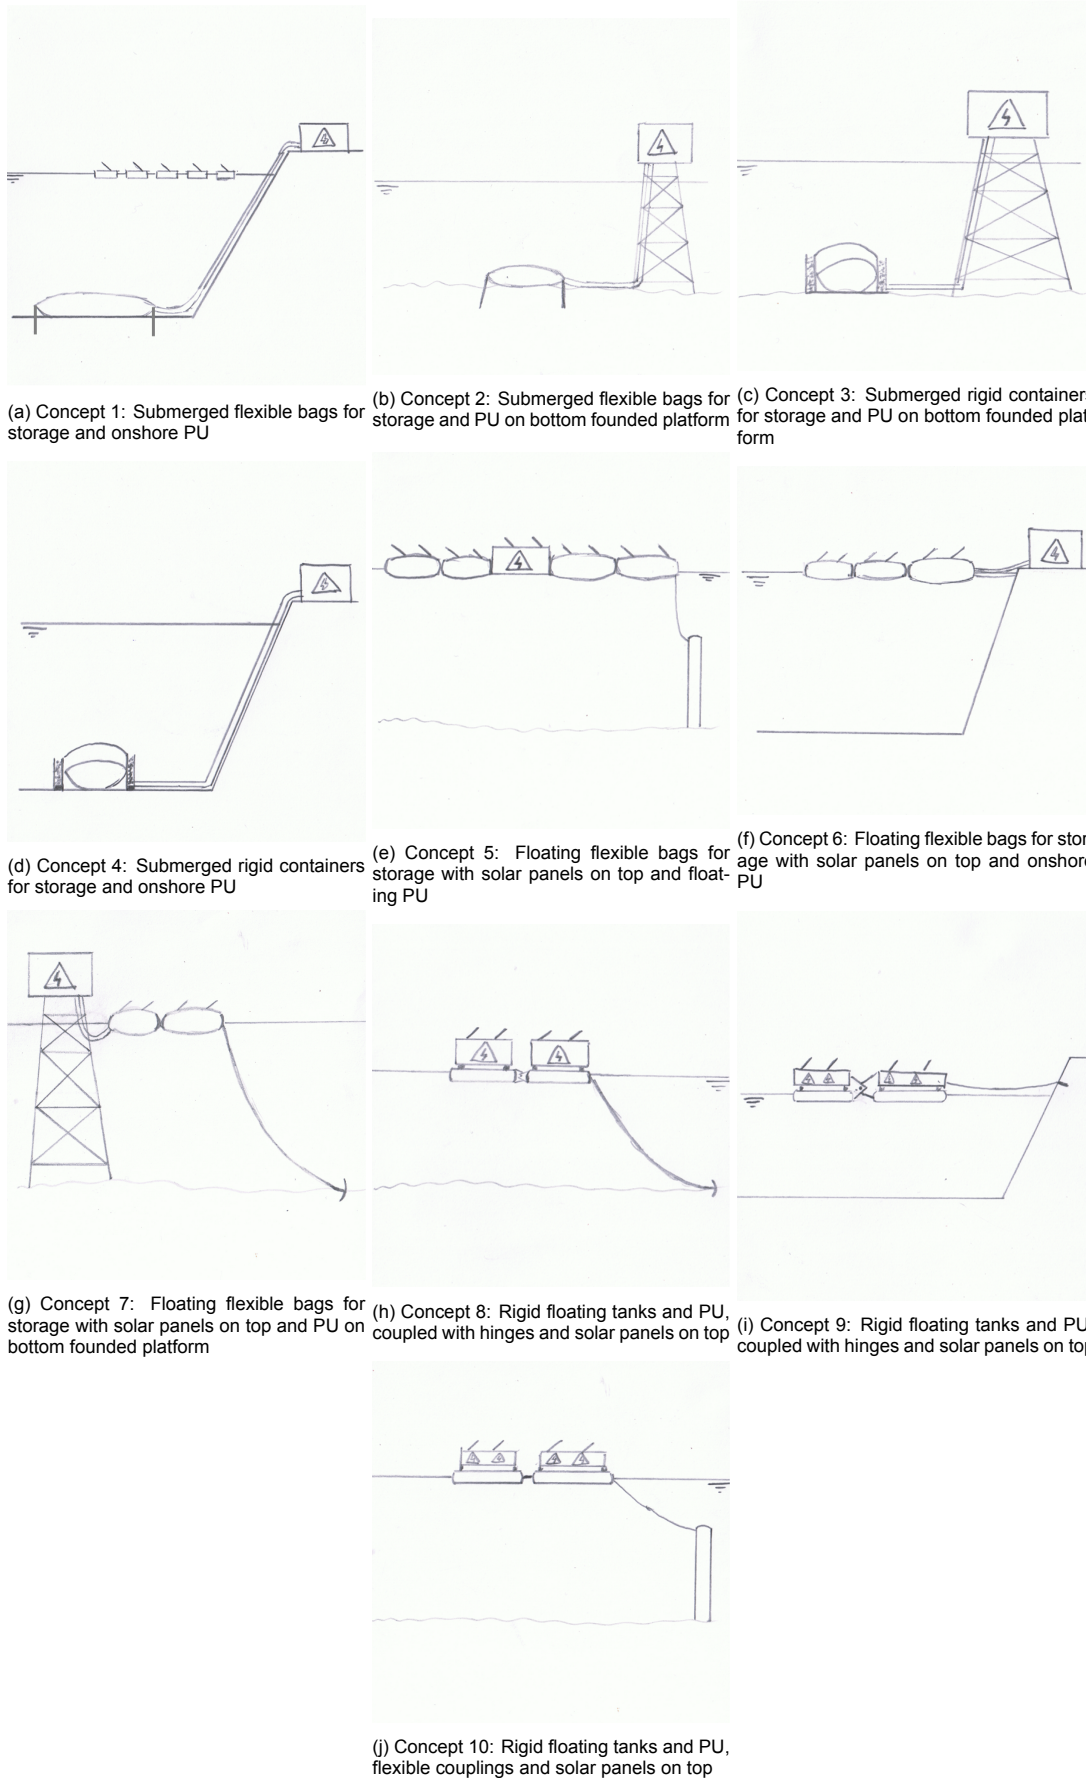 (a) Concept 1: Submerged flexible bags for
storage and onshore PU
(b) Concept 2: Submerged flexible bags for
storage and PU on bottom founded platform
(c) Concept 3: Submerged rigid containers
for storage and PU on bottom founded plat
form
(d) Concept 4: Submerged rigid containers
for storage and onshore PU
(e) Concept 5: Floating flexible bags for
storage with solar panels on top and float-
ing PU
(f) Concept 6: Floating flexible bags for stor
age with solar panels on top and onshore
PU
(g) Concept 7: Floating flexible bags for
storage with solar panels on top and PU on
bottom founded platform
(h) Concept 8: Rigid floating tanks and PU,
coupled with hinges and solar panels on top
(i) Concept 9: Rigid floating tanks and PU
coupled with hinges and solar panels on top
(j) Concept 10: Rigid floating tanks and PU,
flexible couplings and solar panels on top